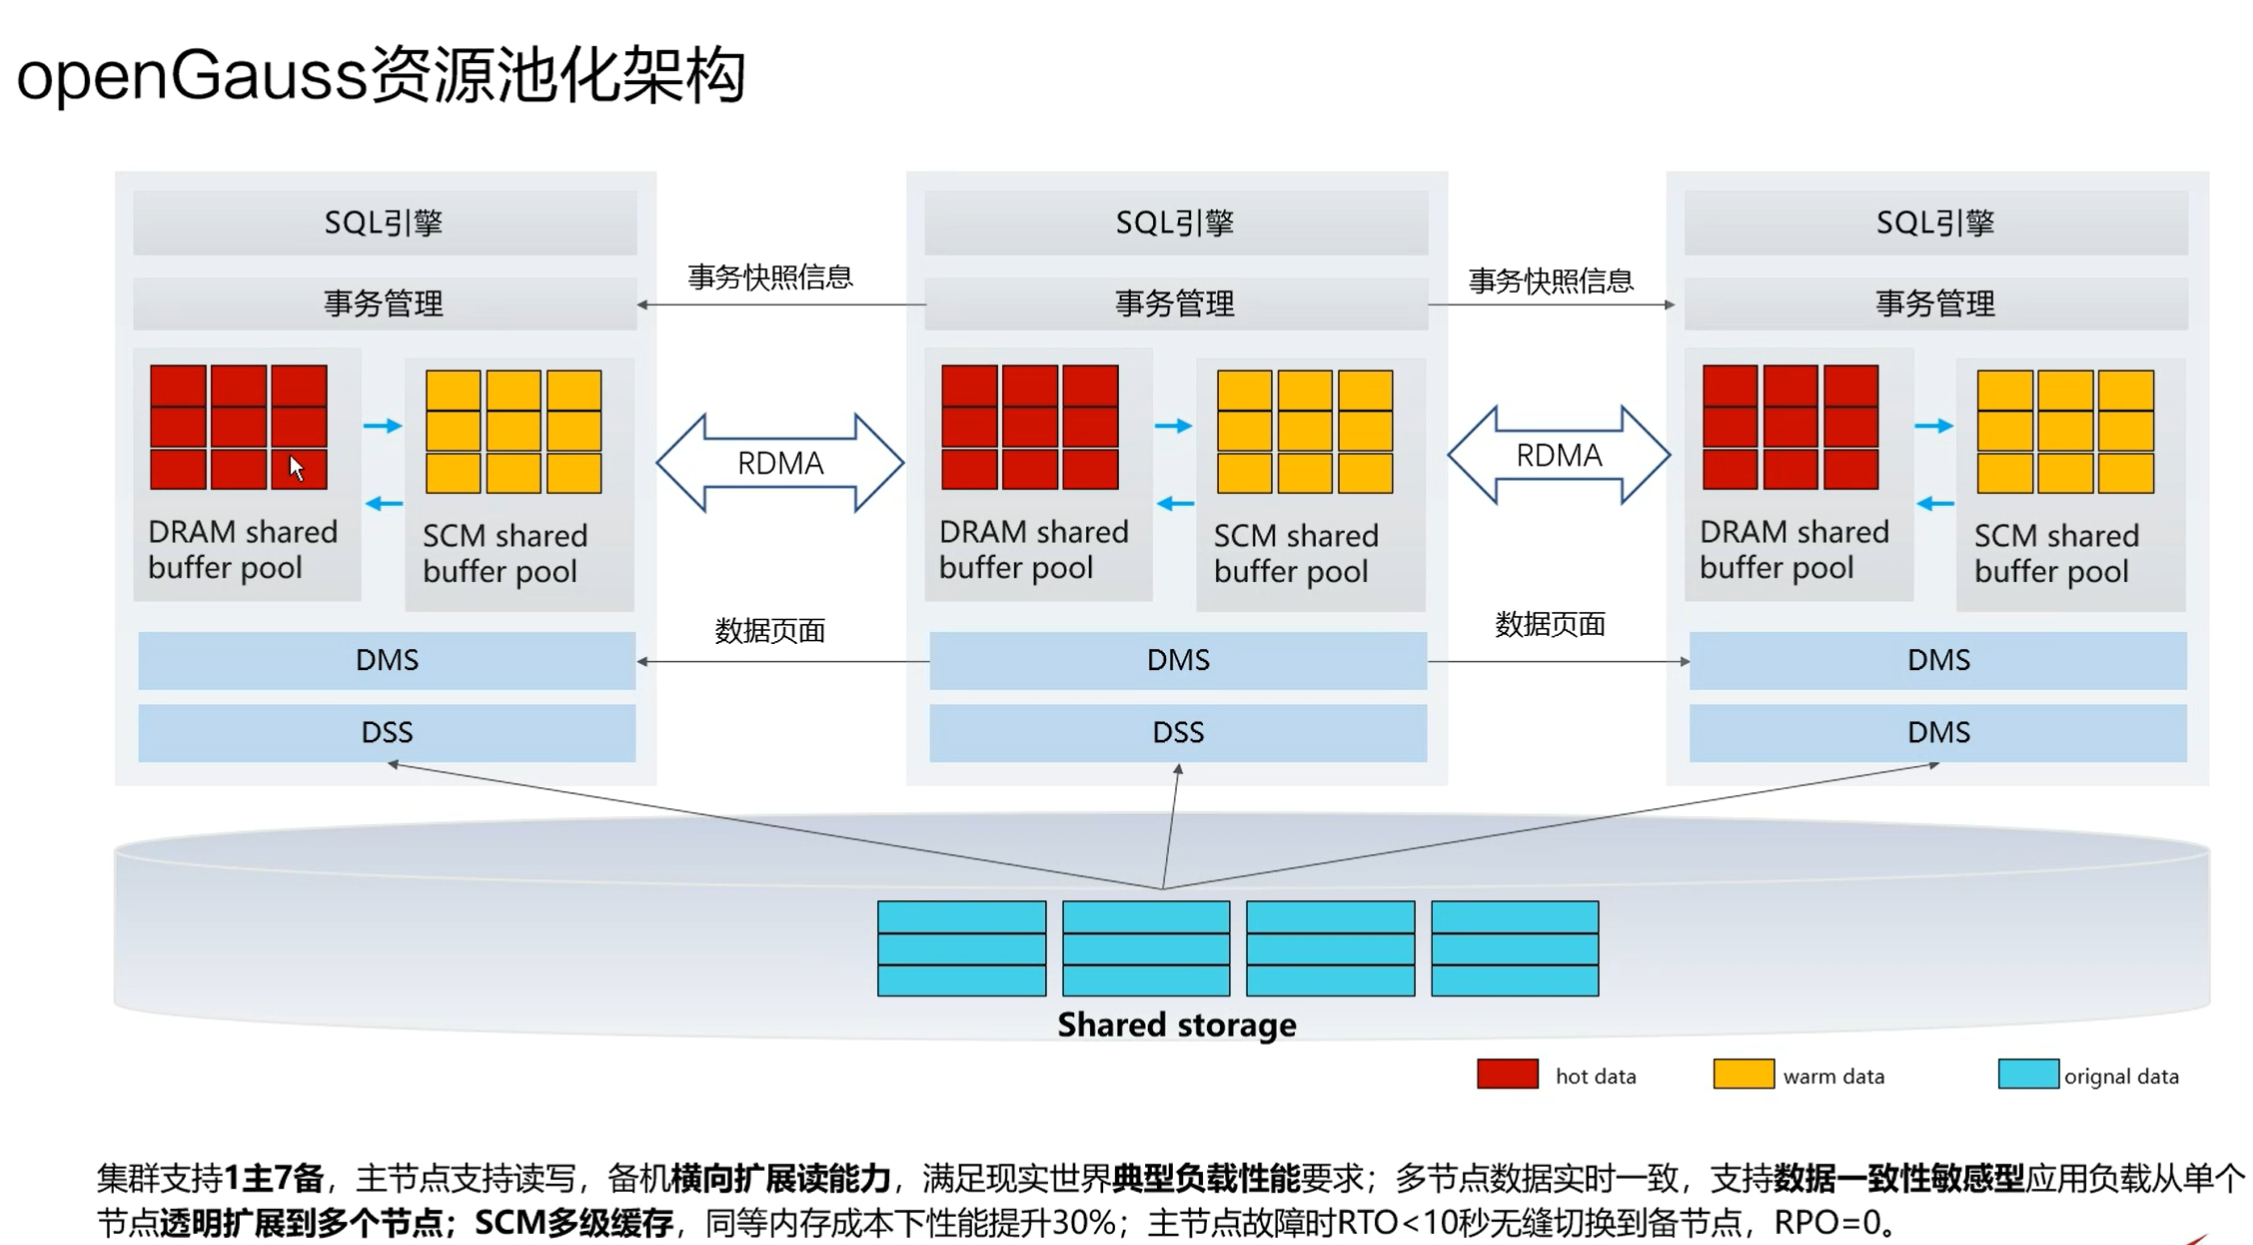 openGauss资源池化架构
SQL引擎
SQL引擎
SQL引擎
事务快照信息
事务快照信息
事务管理
事务管理
事务管理
RDMA
RDMA
DRAM shared
buffer pool
SCM shared
buffer pool
DRAM shared
buffer pool
SCM shared
buffer pool
DRAM shared
buffer pool
SCM shared
buffer pool
数据页面
数据页面
DMS
DMS
DMS
DSS
DSS
DMS
Shared storage
hot data
warm data
orignal data
集群支持1主7备，主节点支持读写，备机横向扩展读能力，满足现实世界典型负载性能要求；多节点数据实时一致，支持数据一致性敏感型应用负载从单个
节点透明扩展到多个节点；SCM多级缓存，同等内存成本下性能提升30%；主节点故障时RTO<10秒无缝切换到备节点，RPO=0。